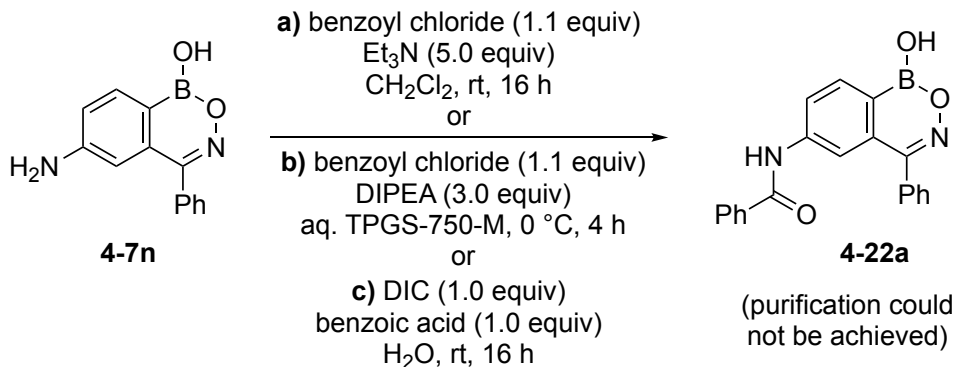 a) benzoyl chloride (1.1 equiv)
Et3N (5.0 equiv)
CH2Cl2, rt, 16 h
or
b) benzoyl chloride (1.1 equiv)
DIPEA (3.0 equiv)
aq. TPGS-750-M, 0 °C, 4 h
or
c) DIC (1.0 equiv)
benzoic acid (1.0 equiv)
H2O, rt, 16 h
OH
B
O
N
H2N
Ph
4-7n
OH
B
O
N
HN
Ph
O
Ph
4-22a
(purification could
not be achieved)